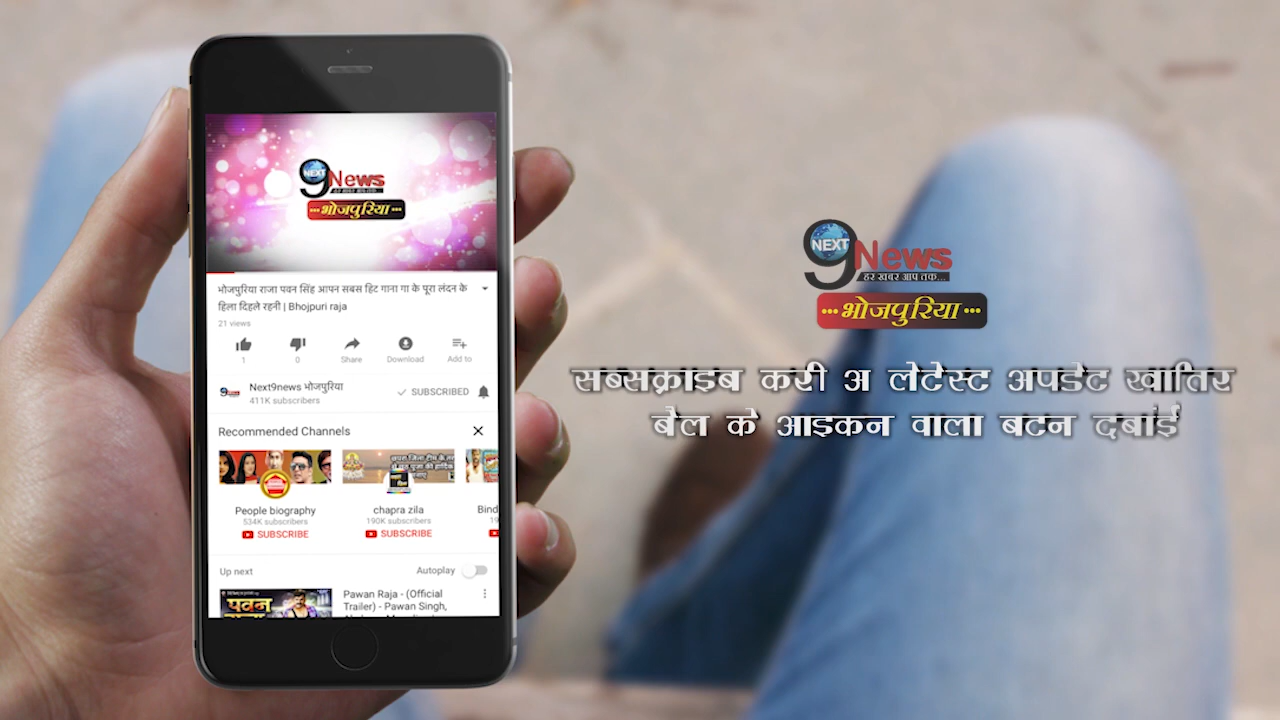 9 NEXT News
हर खबर आप तक...
•••भोजपुरिया•••
भोजपुरिया राजा पवन सिंह आपन सबस हिट गाना गा के पूरा लंदन के
हिला दिहले रहनी | Bhojpuri raja
21 views
1
0
Share
Download
Add to
Next9news भोजपुरिया
411K subscribers
SUBSCRIBED
Recommended Channels
People biography
534K subscribers
SUBSCRIBE
chapra zila
190K subscribers
SUBSCRIBE
Bind
19
Up next
Autoplay
पवन
Pawan Raja - (Official
Trailer) - Pawan Singh,
9 NEXT News
हर खबर आप तक...
•••भोजपुरिया•••
सब्सक्राइब करी अ लेटेस्ट अपडेट खातिर
बेल के आइकन वाला बटन दबाईं